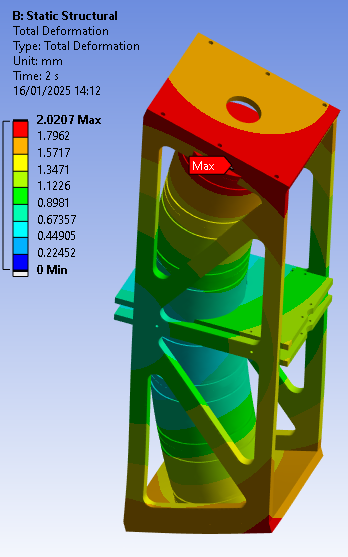 B: Static Structural
Total Deformation
Type: Total Deformation
Unit: mm
Time: 2 s
16/01/2025 14:12
2.0207 Max
1.7962
1.5717
1.3471
1.1226
0.8981
0.67357
0.44905
0.22452
0 Min
Max